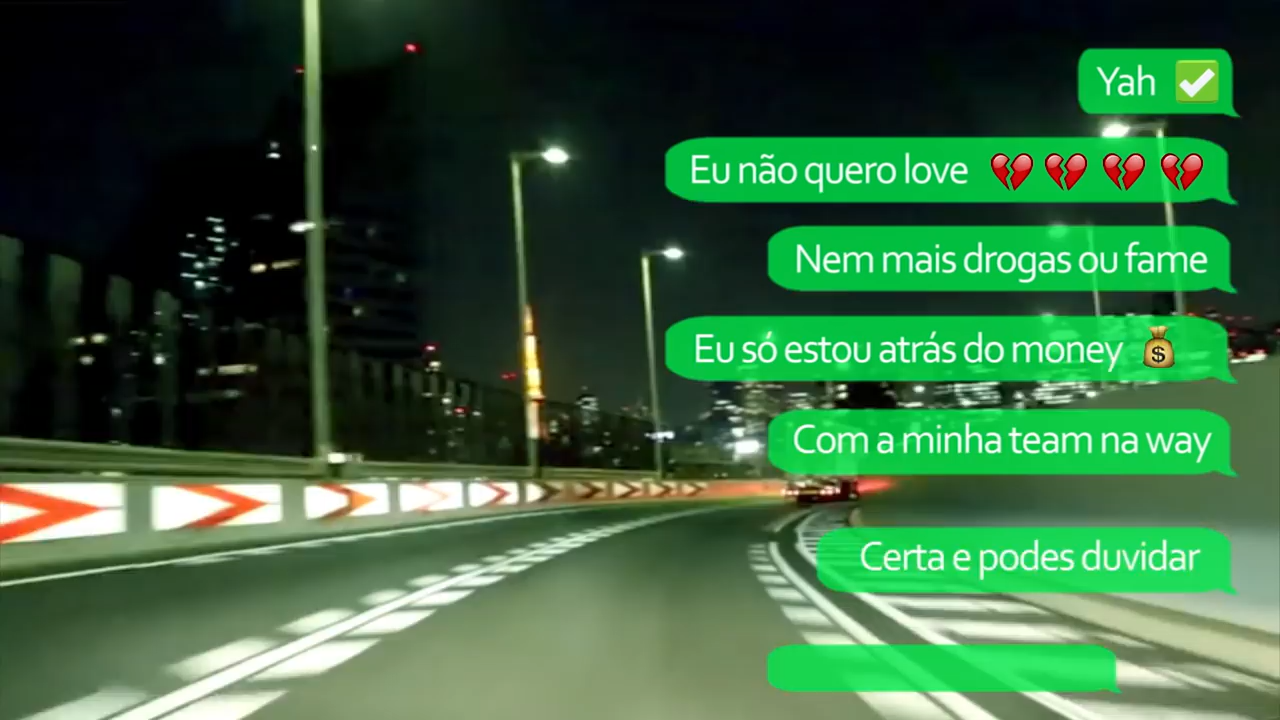 Yah ✅
Eu não quero love 💔 💔 💔 💔
Nem mais drogas ou fame
Eu só estou atrás do money 💰
Com a minha team na way
Certa e podes duvidar